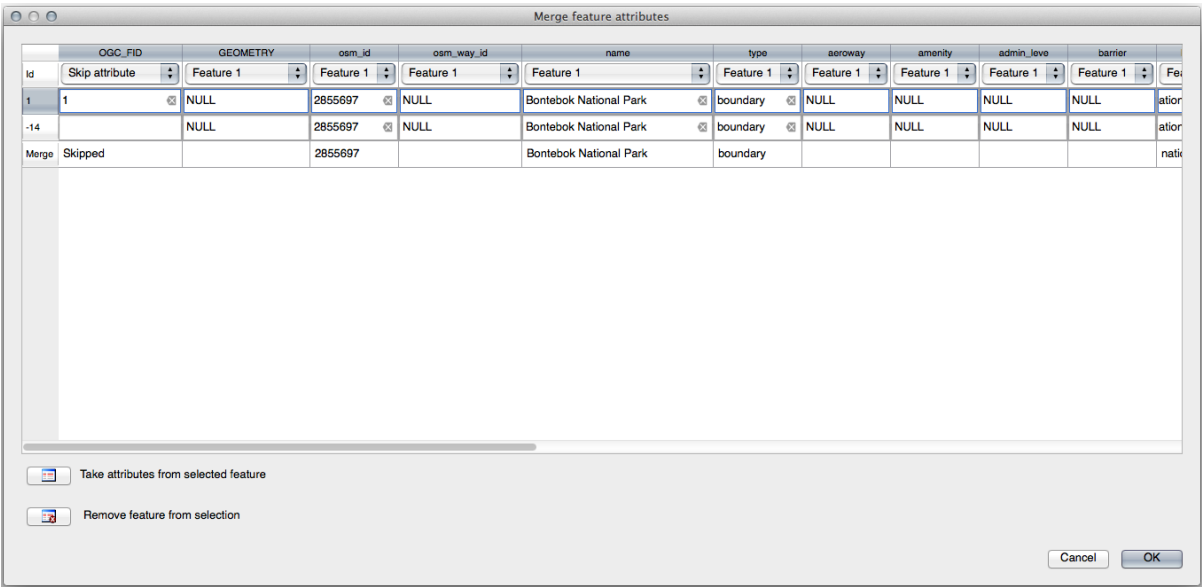 Merge feature attributes
OGC_FID GEOMETRY osm_id osm_way_id name type aeroway amenity admin_leve barrier
Id Skip attribute Feature 1 Feature 1 Feature 1 Feature 1 Feature 1 Feature 1 Feature 1 Feature 1 Feature 1 Fea
1 1 NULL 2855697 NULL Bontebok National Park boundary NULL NULL NULL NULL ation
-14 NULL 2855697 NULL Bontebok National Park boundary NULL NULL NULL NULL ation
Merge Skipped 2855697 Bontebok National Park boundary natio
Take attributes from selected feature
Remove feature from selection
Cancel OK